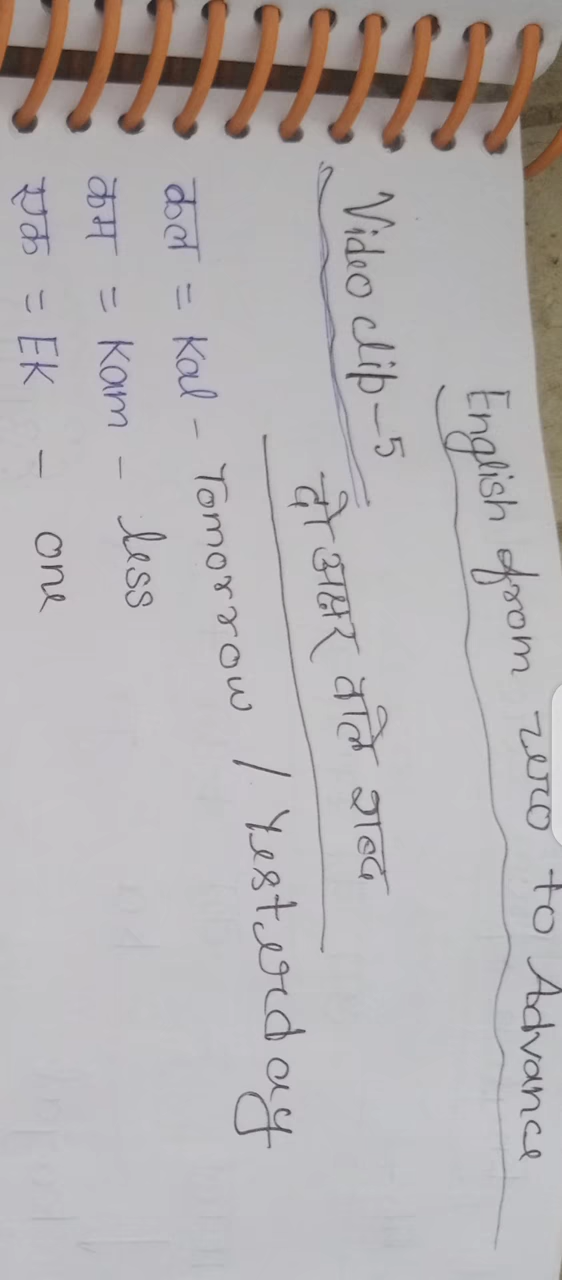 English from zero to Advance
Video clip-5
दो अक्षर वाले शब्द
कल = Kal - Tomorrow / Yesterday
कम = Kam - less
एक = EK - one